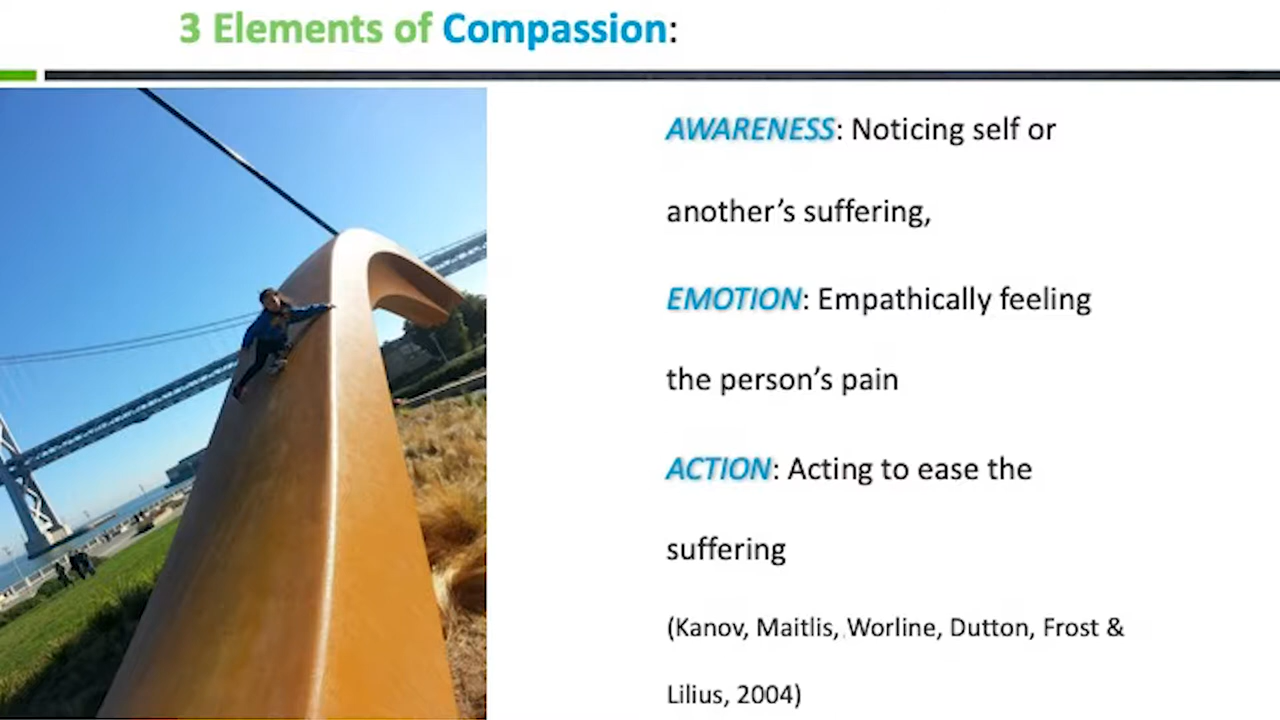 3 Elements of Compassion:
AWARENESS: Noticing self or
another’s suffering,
EMOTION: Empathically feeling
the person’s pain
ACTION: Acting to ease the
suffering
(Kanov, Maitlis, Worline, Dutton, Frost &
Lilius, 2004)